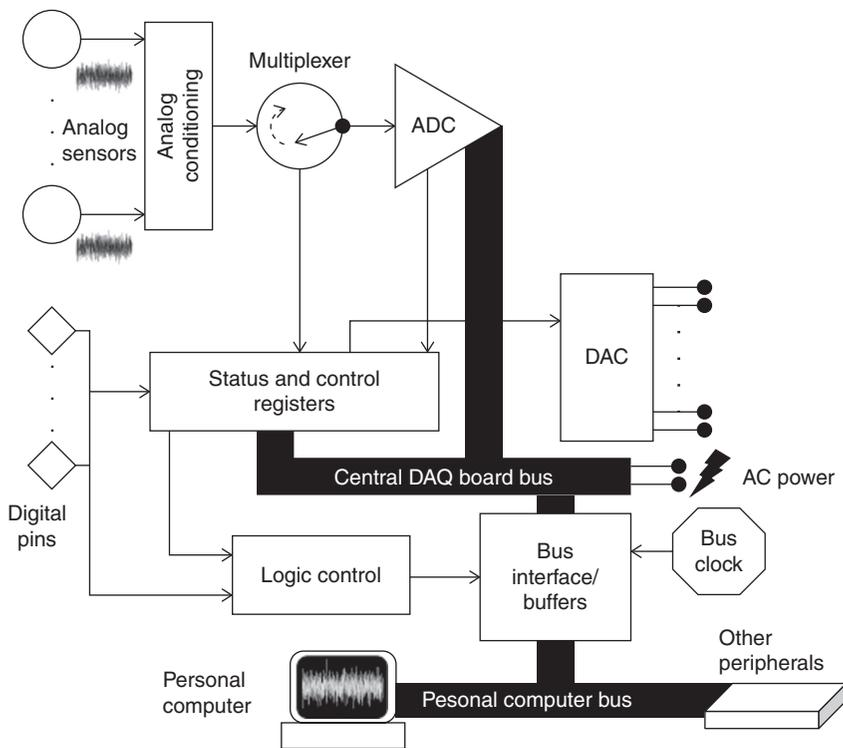 Multiplexer
Analog
conditioning
ADC
Analog
sensors
DAC
Status and control
registers
Central DAQ board bus
AC power
Digital
pins
Bus
clock
Bus
interface/
buffers
Logic control
Other
peripherals
Personal
computer
Pesonal computer bus